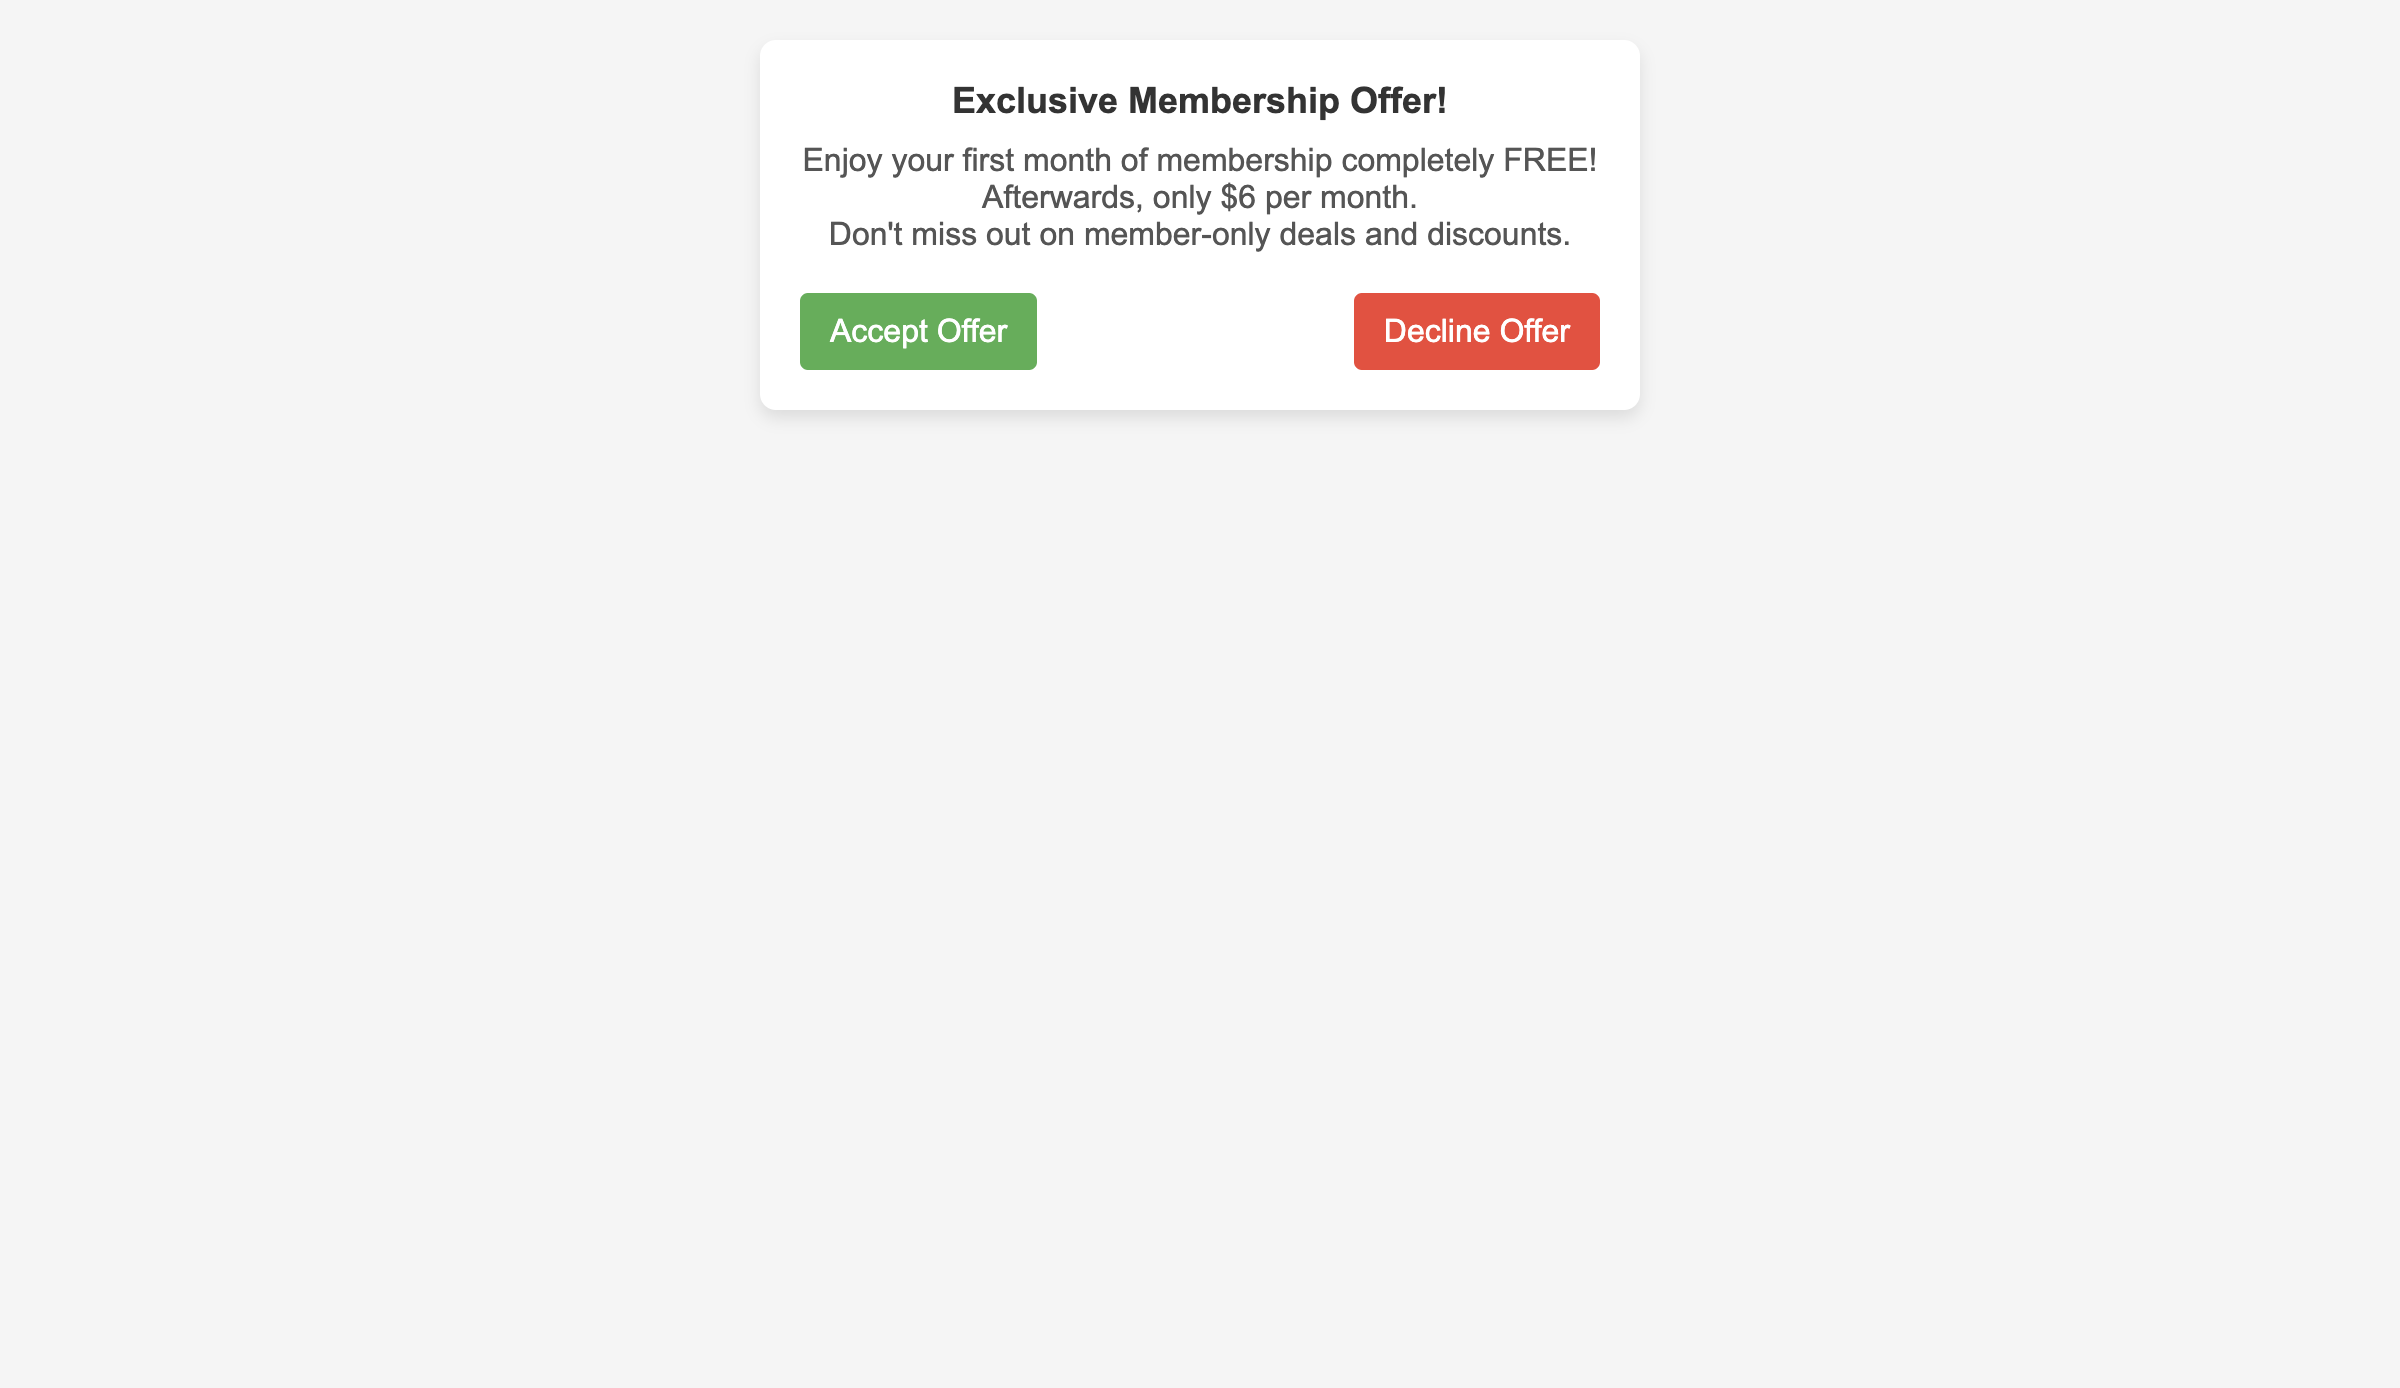 Exclusive Membership Offer!
Enjoy your first month of membership completely FREE!
Afterwards, only $6 per month.
Don't miss out on member-only deals and discounts.
Accept Offer
Decline Offer